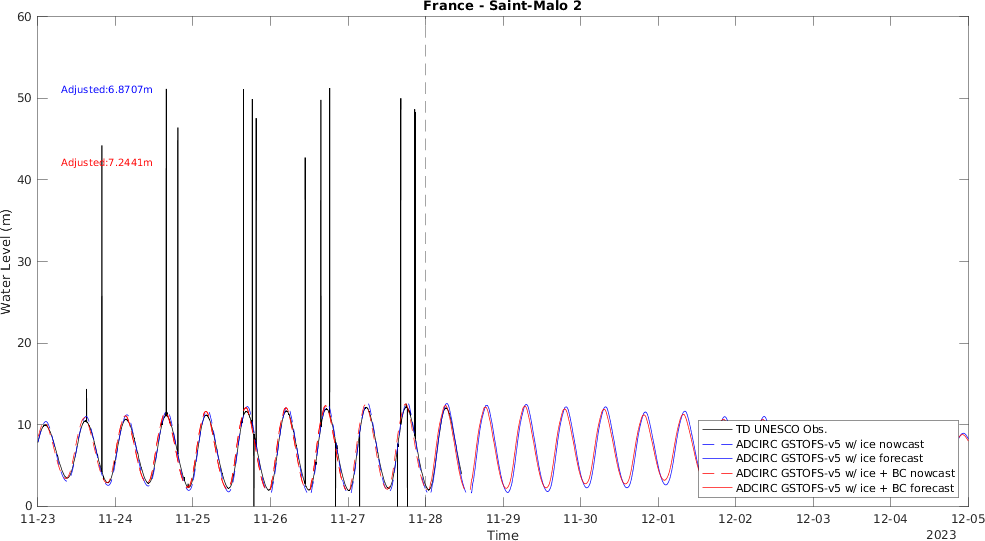 France - Saint-Malo 2
60
50
40
30
20
10
0
Water Level (m)
Adjusted:6.8707m
Adjusted:7.2441m
TD UNESCO Obs.
ADCIRC GSTOFS-v5 w/ ice nowcast
ADCIRC GSTOFS-v5 w/ ice forecast
ADCIRC GSTOFS-v5 w/ ice + BC nowcast
ADCIRC GSTOFS-v5 w/ ice + BC forecast
11-23 11-24 11-25 11-26 11-27 11-28 11-29 11-30 12-01 12-02 12-03 12-04 12-05
Time
2023